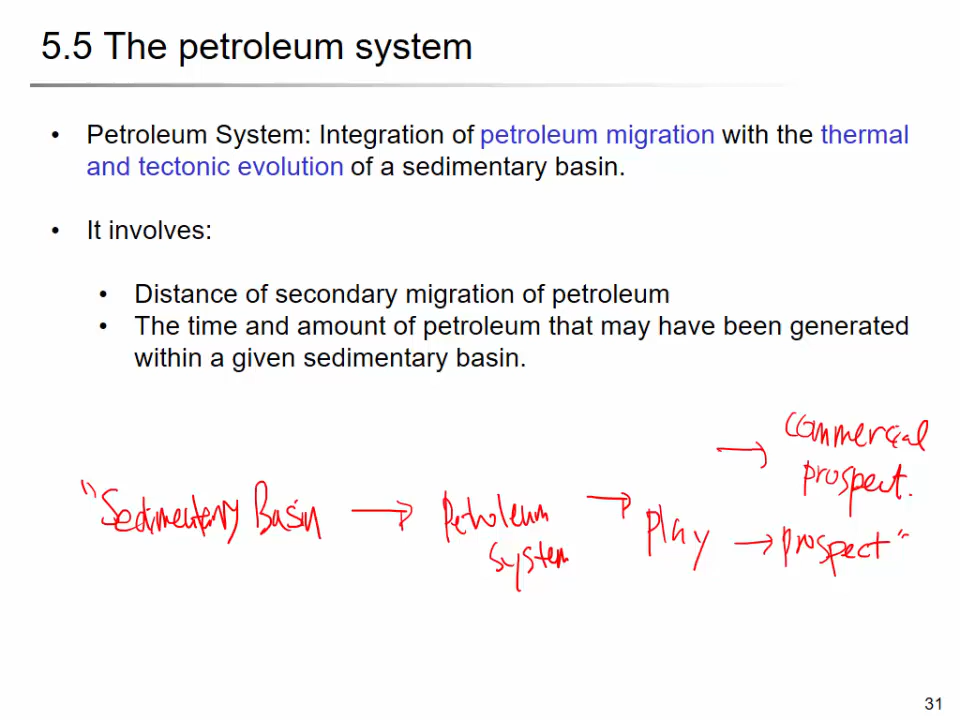 5.5 The petroleum system
• Petroleum System: Integration of petroleum migration with the thermal
and tectonic evolution of a sedimentary basin.
• It involves:
• Distance of secondary migration of petroleum
• The time and amount of petroleum that may have been generated
within a given sedimentary basin.
→ commercial
prospect.
"Sedimentary Basin → Petroleum → Play → prospect"
system
31